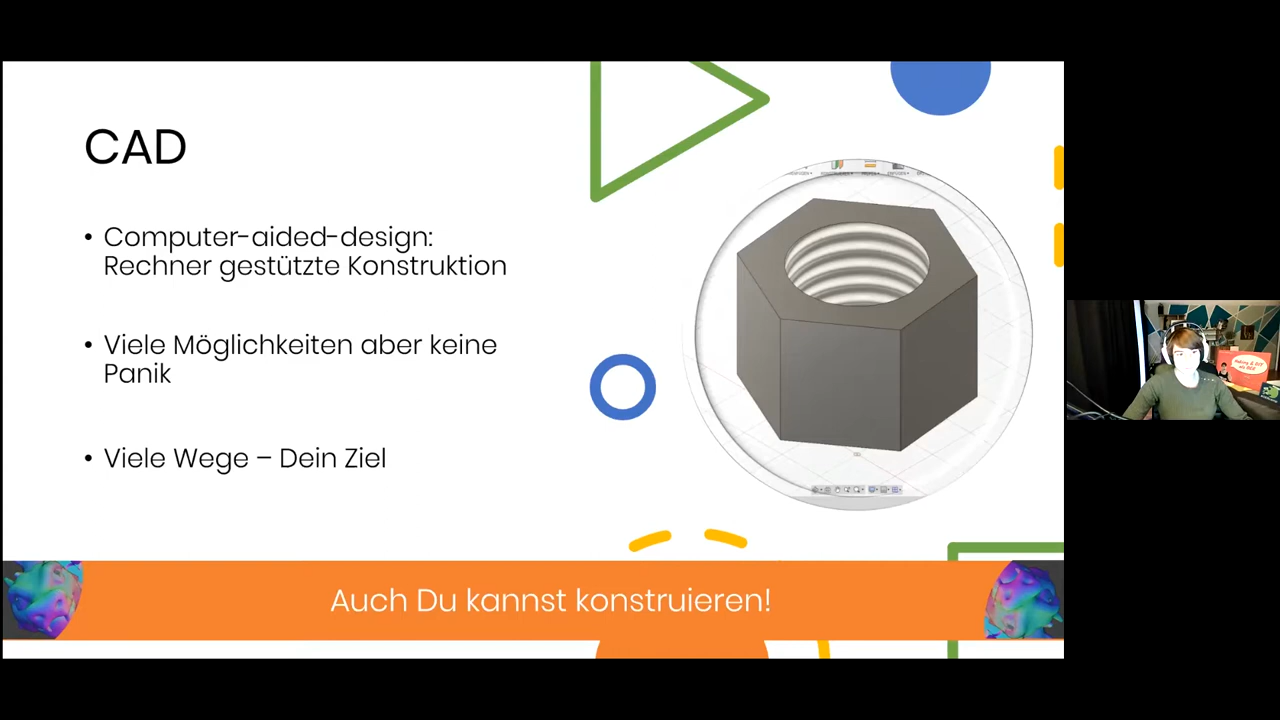 CAD
• Computer-aided-design:
Rechner gestützte Konstruktion
• Viele Möglichkeiten aber keine
Panik
• Viele Wege – Dein Ziel
Auch Du kannst konstruieren!